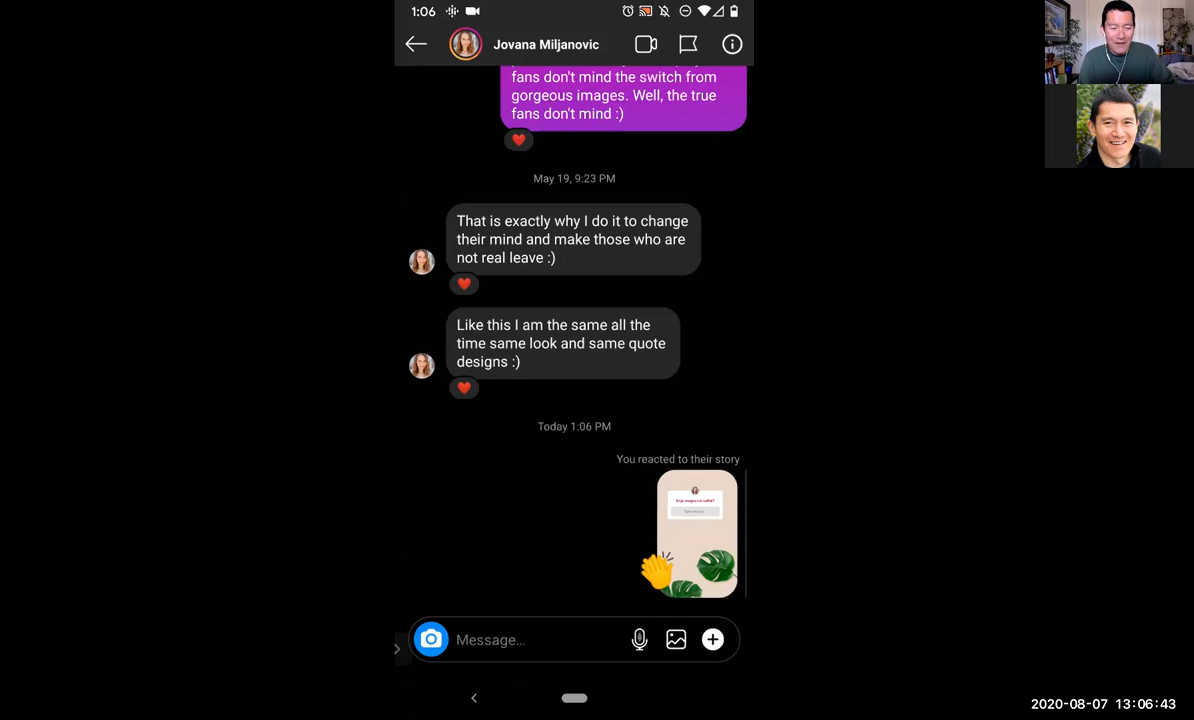 1:06
Jovana Miljanovic
fans don't mind the switch from
gorgeous images. Well, the true
fans don't mind :)
May 19, 9:23 PM
That is exactly why I do it to change
their mind and make those who are
not real leave :)
Like this I am the same all the
time same look and same quote
designs :)
Today 1:06 PM
You reacted to their story
Message...
2020-08-07 13:06:43